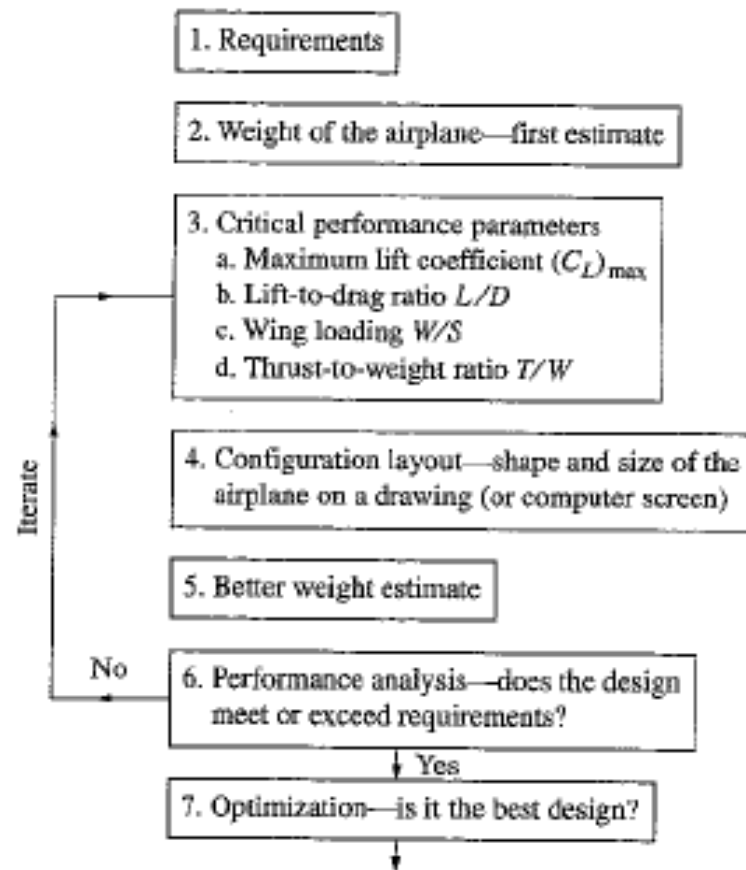 1. Requirements
2. Weight of the airplane—first estimate
3. Critical performance parameters
a. Maximum lift coefficient (C_L)_max
b. Lift-to-drag ratio L/D
c. Wing loading W/S
d. Thrust-to-weight ratio T/W
4. Configuration layout—shape and size of the
airplane on a drawing (or computer screen)
Iterate
5. Better weight estimate
No
6. Performance analysis—does the design
meet or exceed requirements?
Yes
7. Optimization—is it the best design?